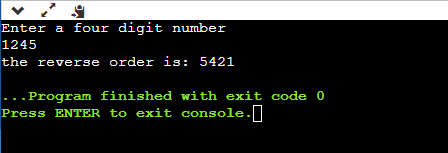 Enter a four digit number
1245
the reverse order is: 5421
...Program finished with exit code 0
Press ENTER to exit console.